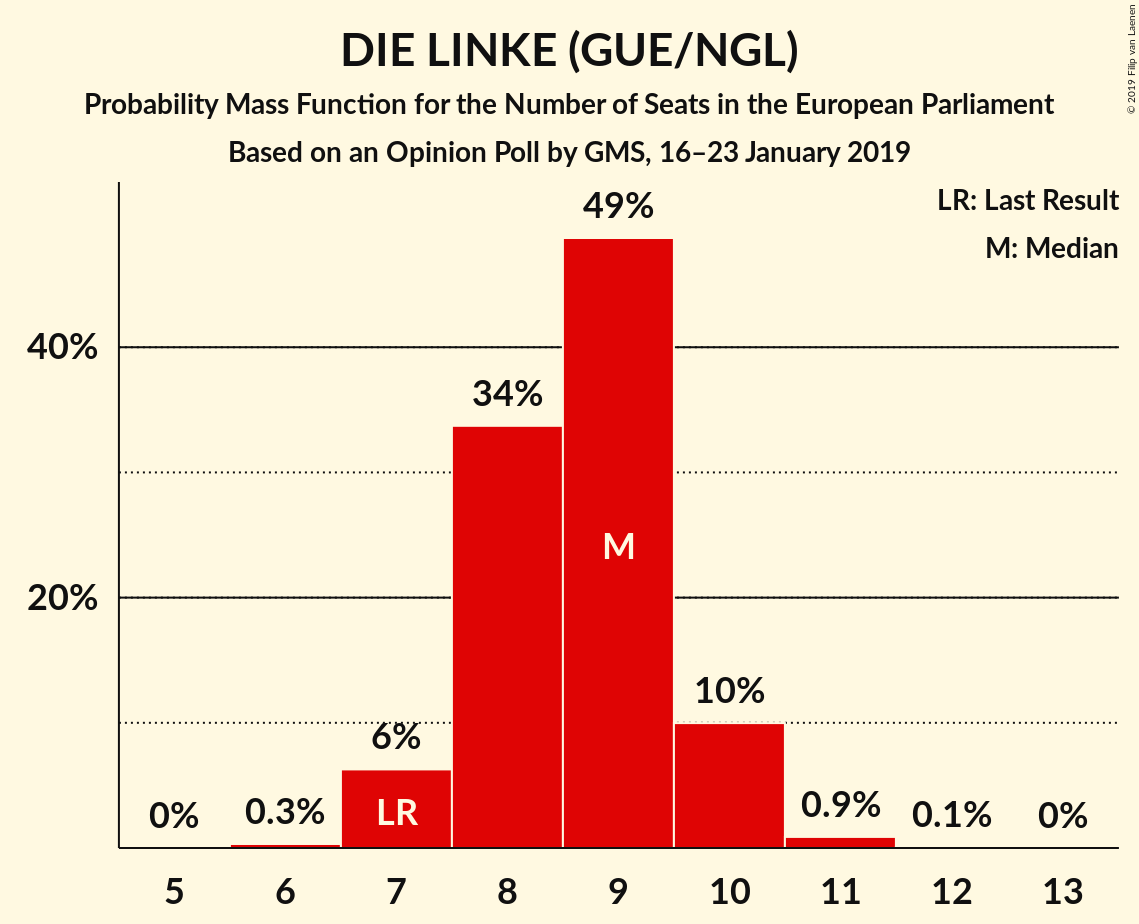 DIE LINKE (GUE/NGL)
Probability Mass Function for the Number of Seats in the European Parliament
Based on an Opinion Poll by GMS, 16–23 January 2019
© 2019 Filip van Laenen
LR: Last Result
M: Median
49%
40%
34%
M
20%
10%
6%
0%
0.3%
LR
0.9%
0.1%
0%
5 6 7 8 9 10 11 12 13